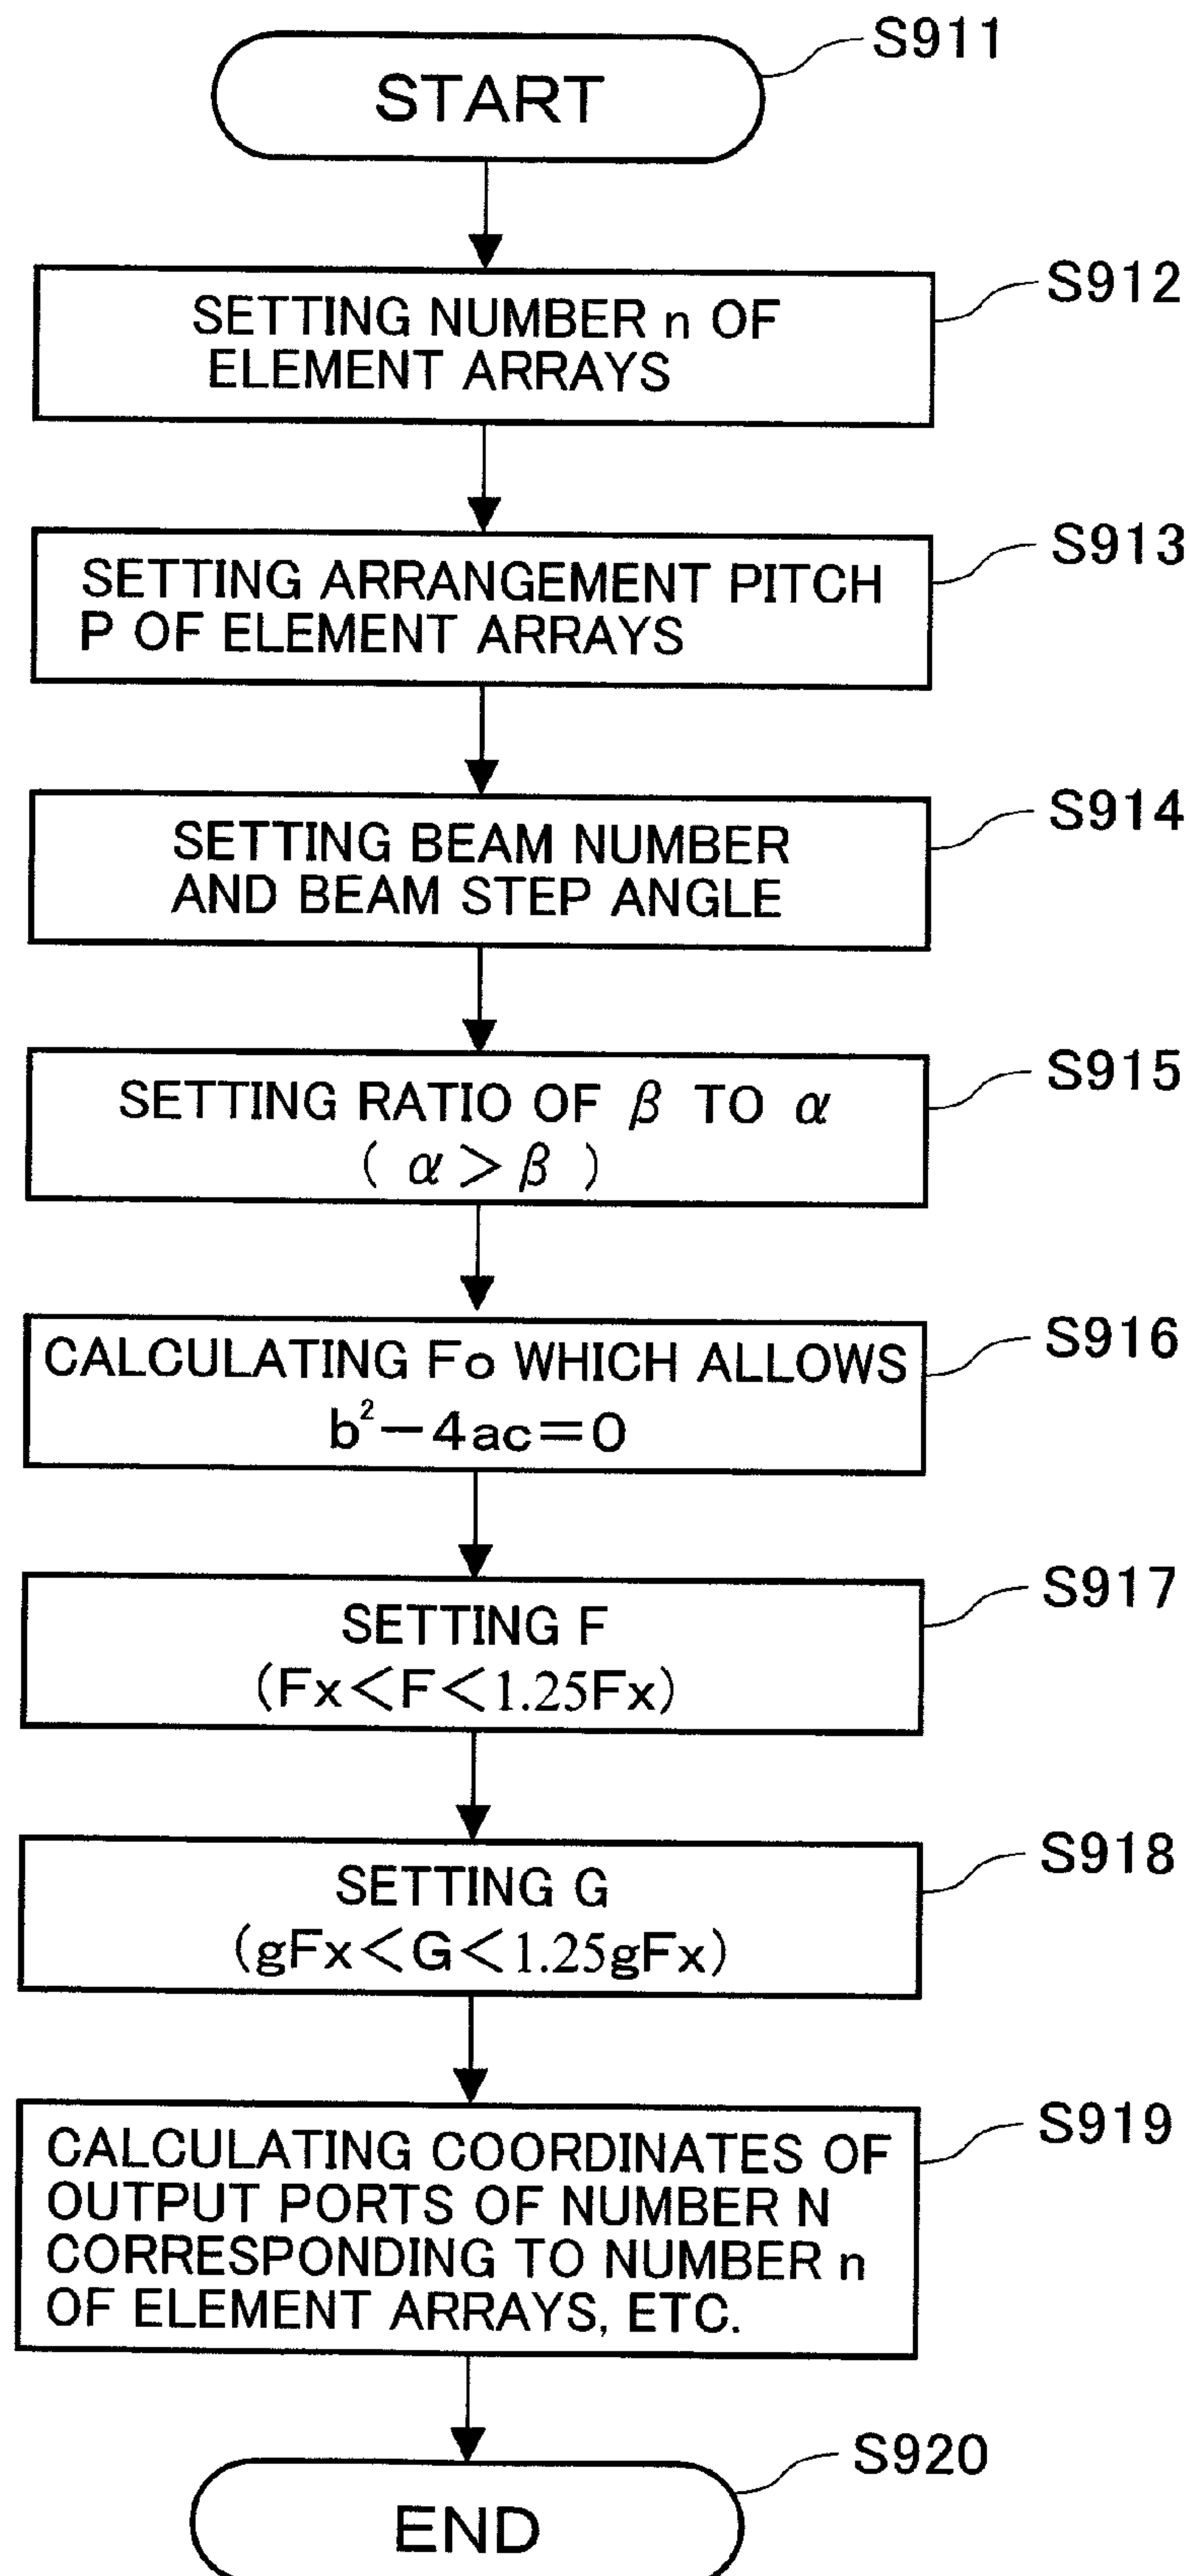 S911
START
S912
SETTING NUMBER n OF
ELEMENT ARRAYS
S913
SETTING ARRANGEMENT PITCH
P OF ELEMENT ARRAYS
S914
SETTING BEAM NUMBER
AND BEAM STEP ANGLE
S915
SETTING RATIO OF β TO α
( α > β )
S916
CALCULATING Fo WHICH ALLOWS
b²−4ac=0
S917
SETTING F
(Fx<F<1.25Fx)
S918
SETTING G
(gFx<G<1.25gFx)
S919
CALCULATING COORDINATES OF
OUTPUT PORTS OF NUMBER N
CORRESPONDING TO NUMBER n
OF ELEMENT ARRAYS, ETC.
S920
END